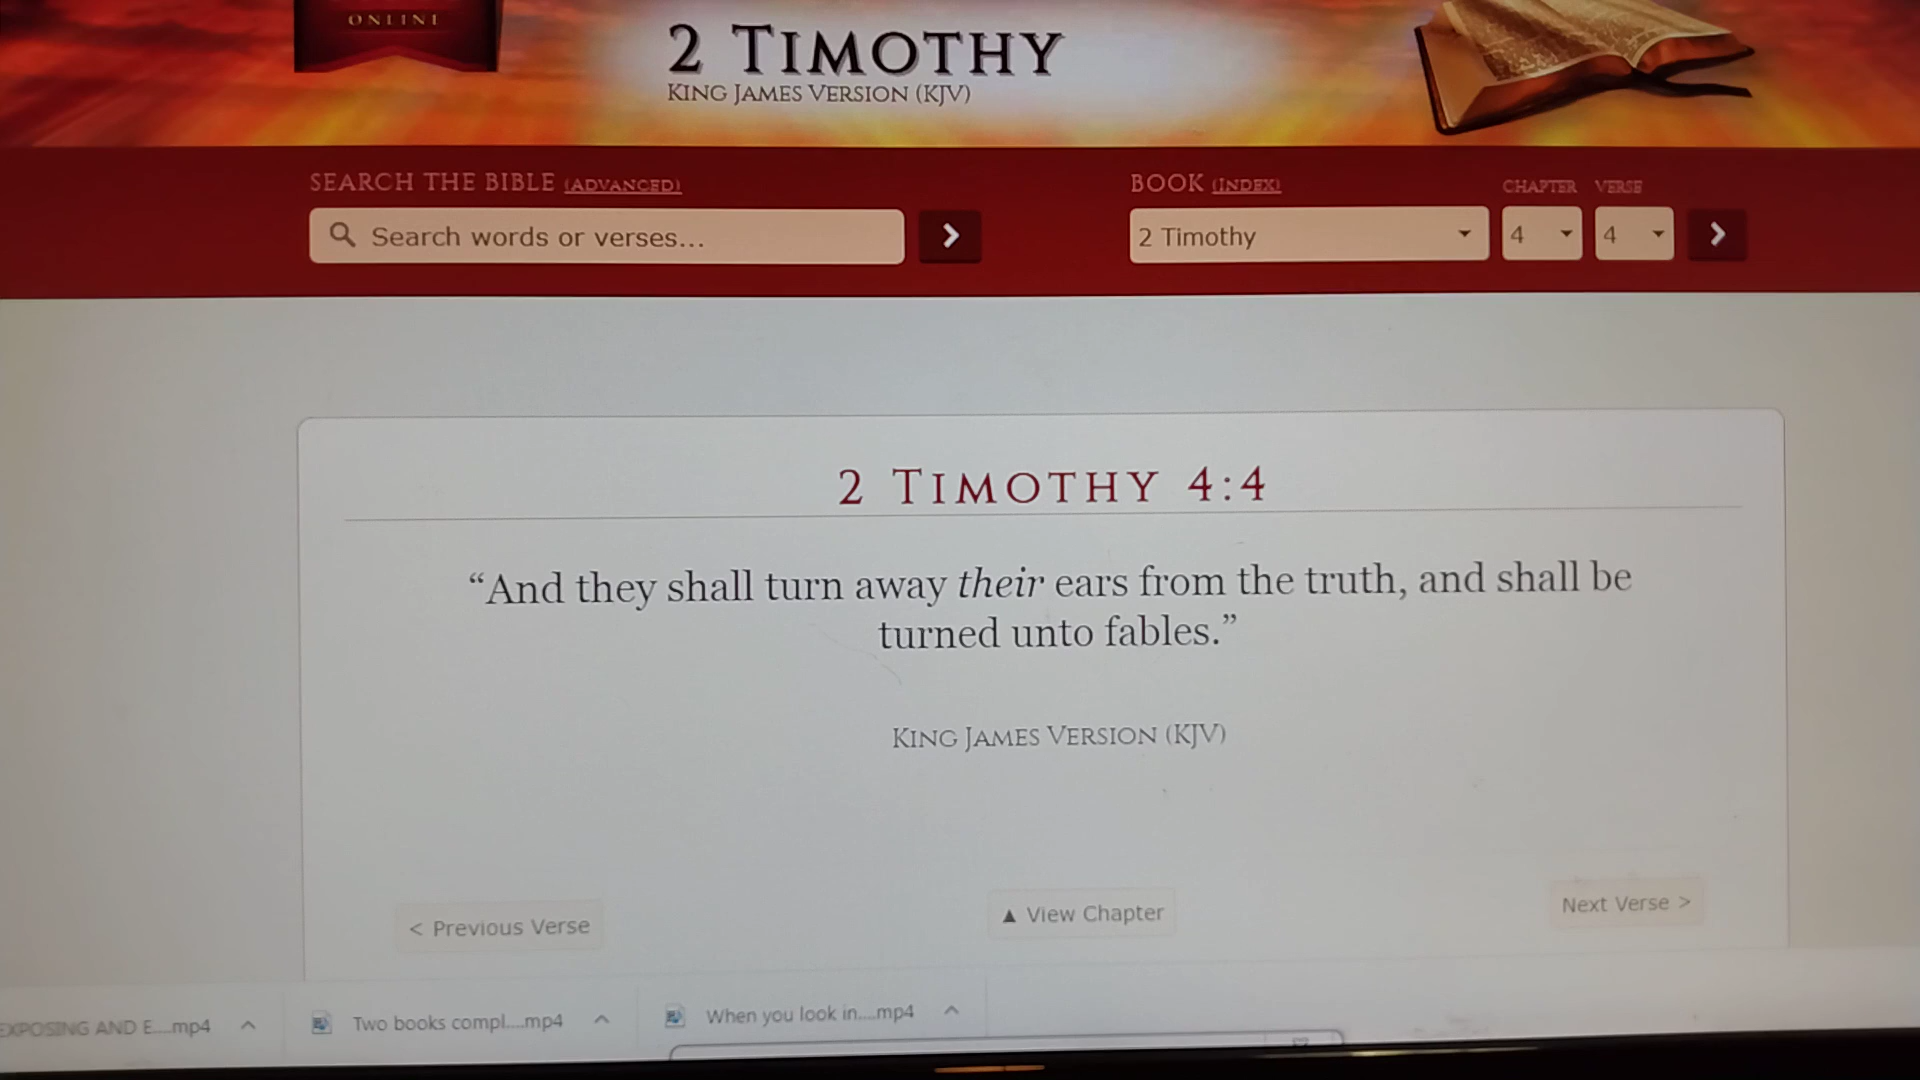 ONLINE
2 TIMOTHY
KING JAMES VERSION (KJV)
SEARCH THE BIBLE (ADVANCED)
BOOK (INDEX)
CHAPTER VERSE
Search words or verses...
2 Timothy
4
4
2 TIMOTHY 4:4
“And they shall turn away their ears from the truth, and shall be
turned unto fables.”
KING JAMES VERSION (KJV)
< Previous Verse
▲ View Chapter
Next Verse >
EXPOSING AND E....mp4
Two books compl....mp4
When you look in....mp4